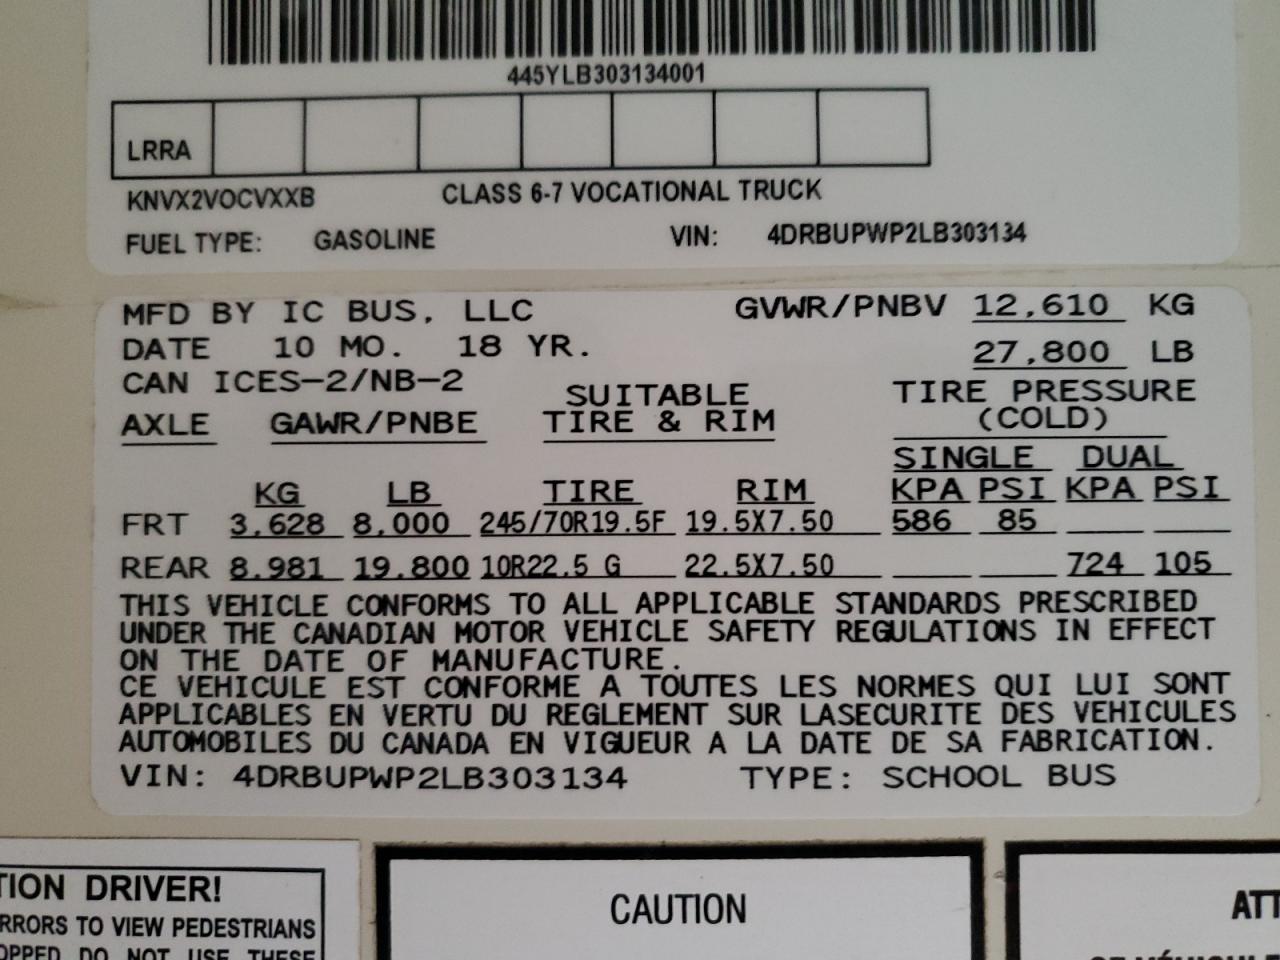 445YLB303134001
LRRA
KNVX2VOCVXXB CLASS 6-7 VOCATIONAL TRUCK
FUEL TYPE: GASOLINE VIN: 4DRBUPWP2LB303134
MFD BY IC BUS, LLC GVWR/PNBV 12,610 KG
DATE 10 MO. 18 YR. 27,800 LB
CAN ICES-2/NB-2
SUITABLE TIRE PRESSURE
AXLE GAWR/PNBE TIRE & RIM (COLD)
SINGLE DUAL
KG LB TIRE RIM KPA PSI KPA PSI
FRT 3,628 8,000 245/70R19.5F 19.5X7.50 586 85
REAR 8,981 19,800 10R22.5 G 22.5X7.50 724 105
THIS VEHICLE CONFORMS TO ALL APPLICABLE STANDARDS PRESCRIBED
UNDER THE CANADIAN MOTOR VEHICLE SAFETY REGULATIONS IN EFFECT
ON THE DATE OF MANUFACTURE.
CE VEHICULE EST CONFORME A TOUTES LES NORMES QUI LUI SONT
APPLICABLES EN VERTU DU REGLEMENT SUR LASECURITE DES VEHICULES
AUTOMOBILES DU CANADA EN VIGUEUR A LA DATE DE SA FABRICATION.
VIN: 4DRBUPWP2LB303134 TYPE: SCHOOL BUS
TION DRIVER!
RRORS TO VIEW PEDESTRIANS
OPPED DO NOT USE THESE
CAUTION
ATT